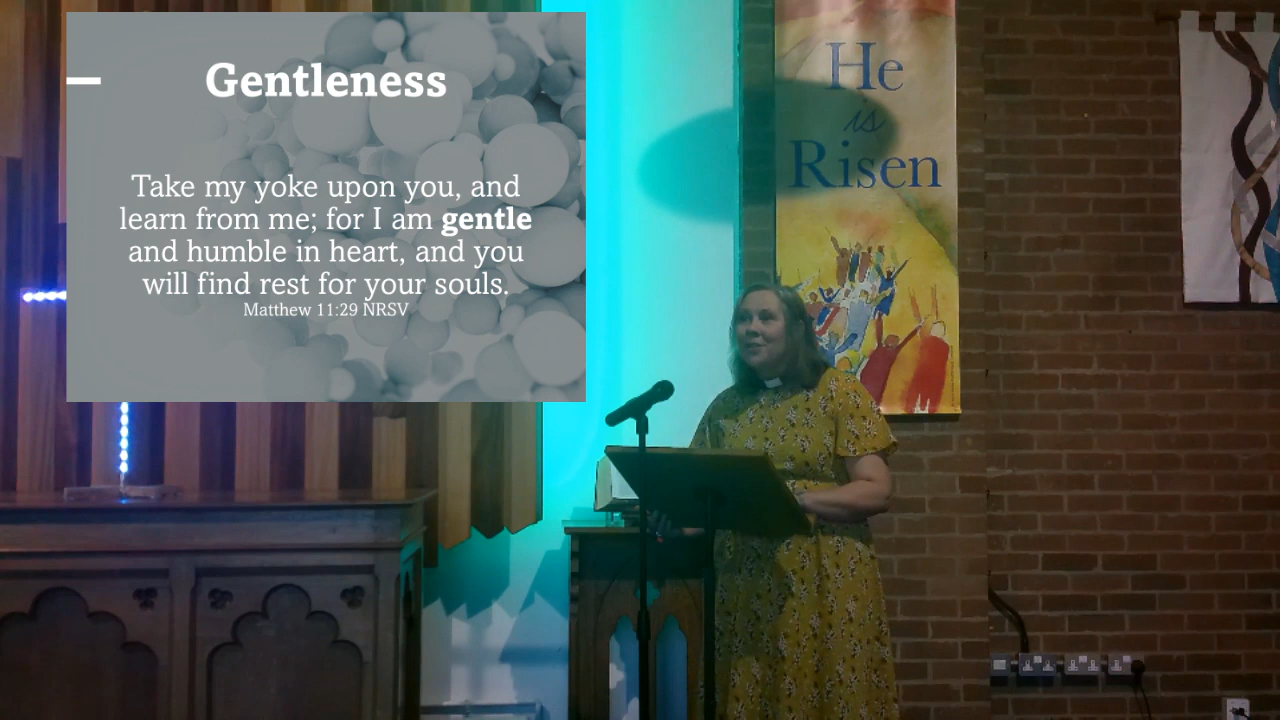 Gentleness
Take my yoke upon you, and
learn from me; for I am gentle
and humble in heart, and you
will find rest for your souls.
Matthew 11:29 NRSV
He
is
Risen